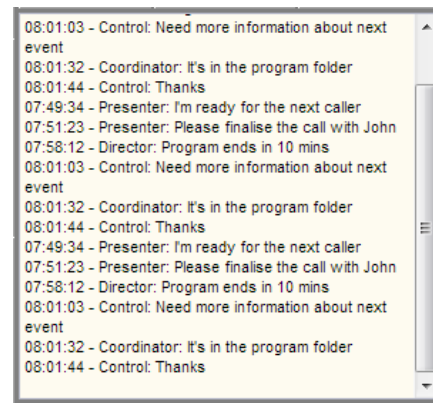 08:01:03 - Control: Need more information about next
event
08:01:32 - Coordinator: It's in the program folder
08:01:44 - Control: Thanks
07:49:34 - Presenter: I'm ready for the next caller
07:51:23 - Presenter: Please finalise the call with John
07:58:12 - Director: Program ends in 10 mins
08:01:03 - Control: Need more information about next
event
08:01:32 - Coordinator: It's in the program folder
08:01:44 - Control: Thanks
07:49:34 - Presenter: I'm ready for the next caller
07:51:23 - Presenter: Please finalise the call with John
07:58:12 - Director: Program ends in 10 mins
08:01:03 - Control: Need more information about next
event
08:01:32 - Coordinator: It's in the program folder
08:01:44 - Control: Thanks